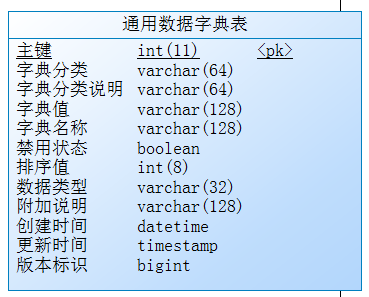 通用数据字典表
主键 int(11) <pk>
字典分类 varchar(64)
字典分类说明 varchar(64)
字典值 varchar(128)
字典名称 varchar(128)
禁用状态 boolean
排序值 int(8)
数据类型 varchar(32)
附加说明 varchar(128)
创建时间 datetime
更新时间 timestamp
版本标识 bigint